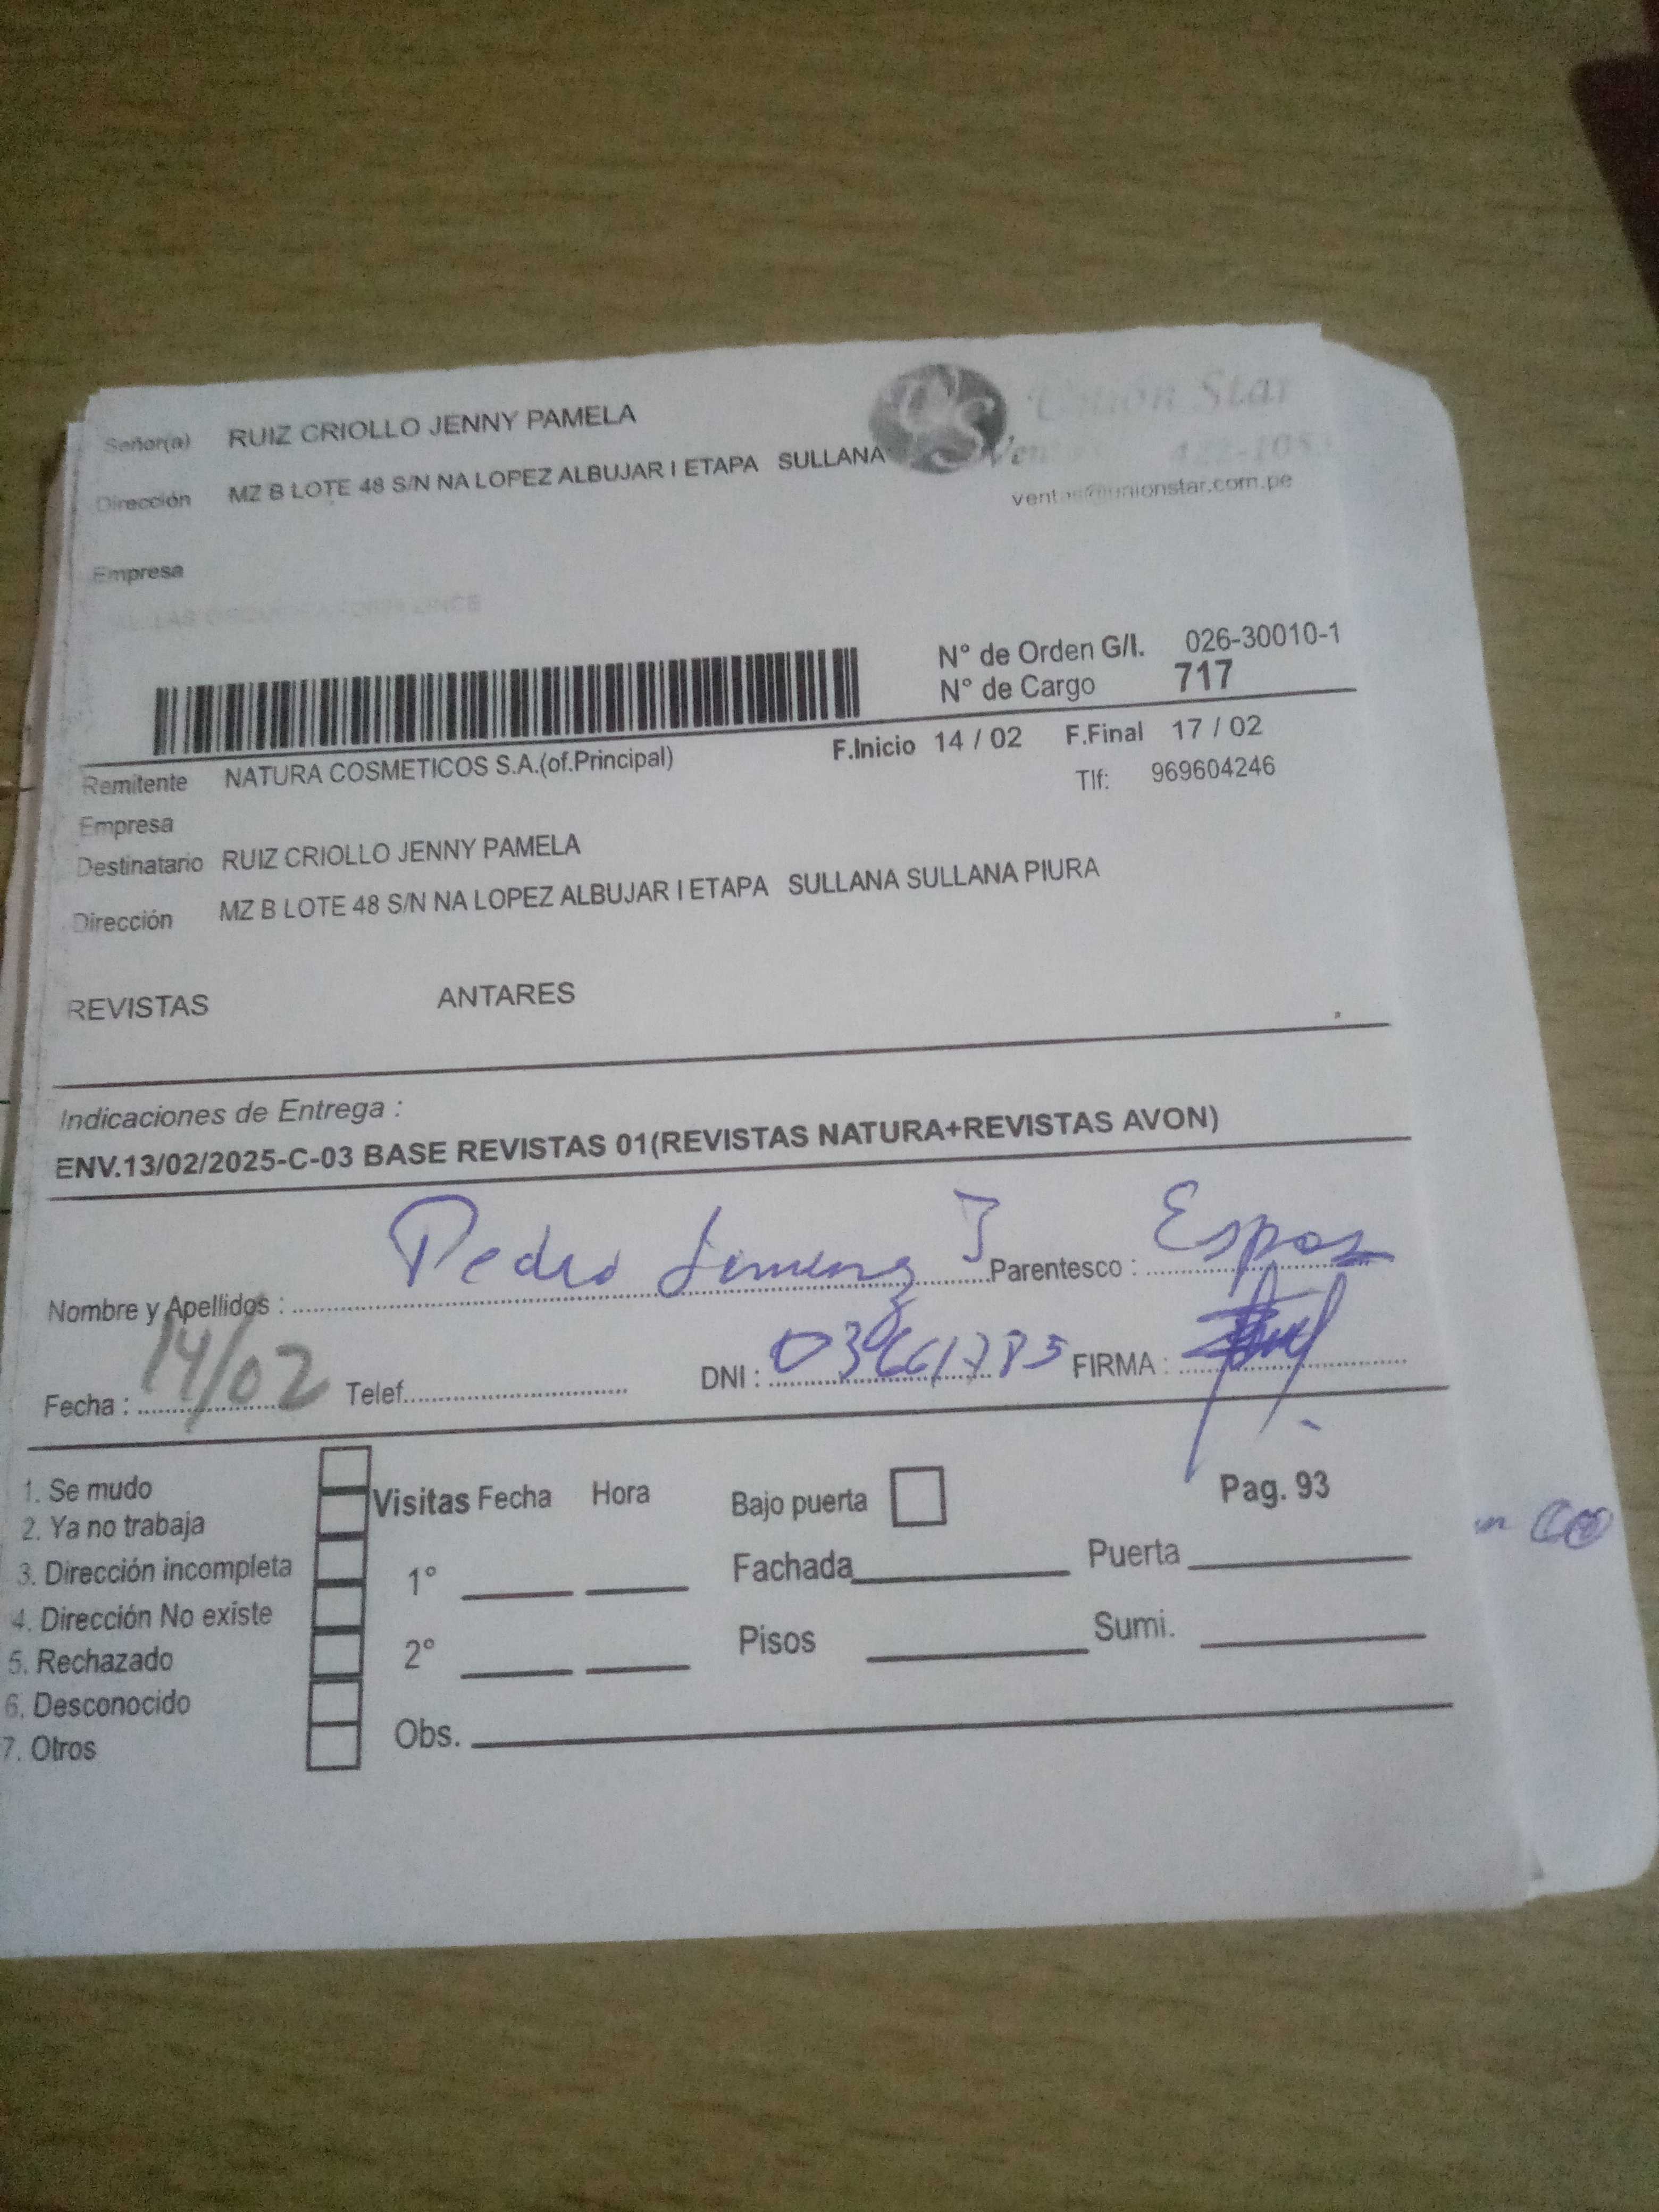 Señor(a) RUIZ CRIOLLO JENNY PAMELA
Unión Star
Dirección MZ B LOTE 48 S/N NA LOPEZ ALBUJAR I ETAPA SULLANA
ventas@unionstar.com.pe
Empresa
N° de Orden G/I. 026-30010-1
N° de Cargo 717
F.Inicio 14 / 02 F.Final 17 / 02
Remitente NATURA COSMETICOS S.A.(of.Principal)
Tlf: 969604246
Empresa
Destinatario RUIZ CRIOLLO JENNY PAMELA
Dirección MZ B LOTE 48 S/N NA LOPEZ ALBUJAR I ETAPA SULLANA SULLANA PIURA
REVISTAS ANTARES
Indicaciones de Entrega :
ENV.13/02/2025-C-03 BASE REVISTAS 01(REVISTAS NATURA+REVISTAS AVON)
Nombre y Apellidos : Pedro Jimenez J Parentesco : Esposo
Fecha : 14/02 Telef. DNI : FIRMA :
1. Se mudo
2. Ya no trabaja
3. Dirección incompleta
4. Dirección No existe
5. Rechazado
6. Desconocido
7. Otros
Visitas Fecha Hora
1°
2°
Obs.
Bajo puerta
Pag. 93
Fachada Puerta
Pisos Sumi.